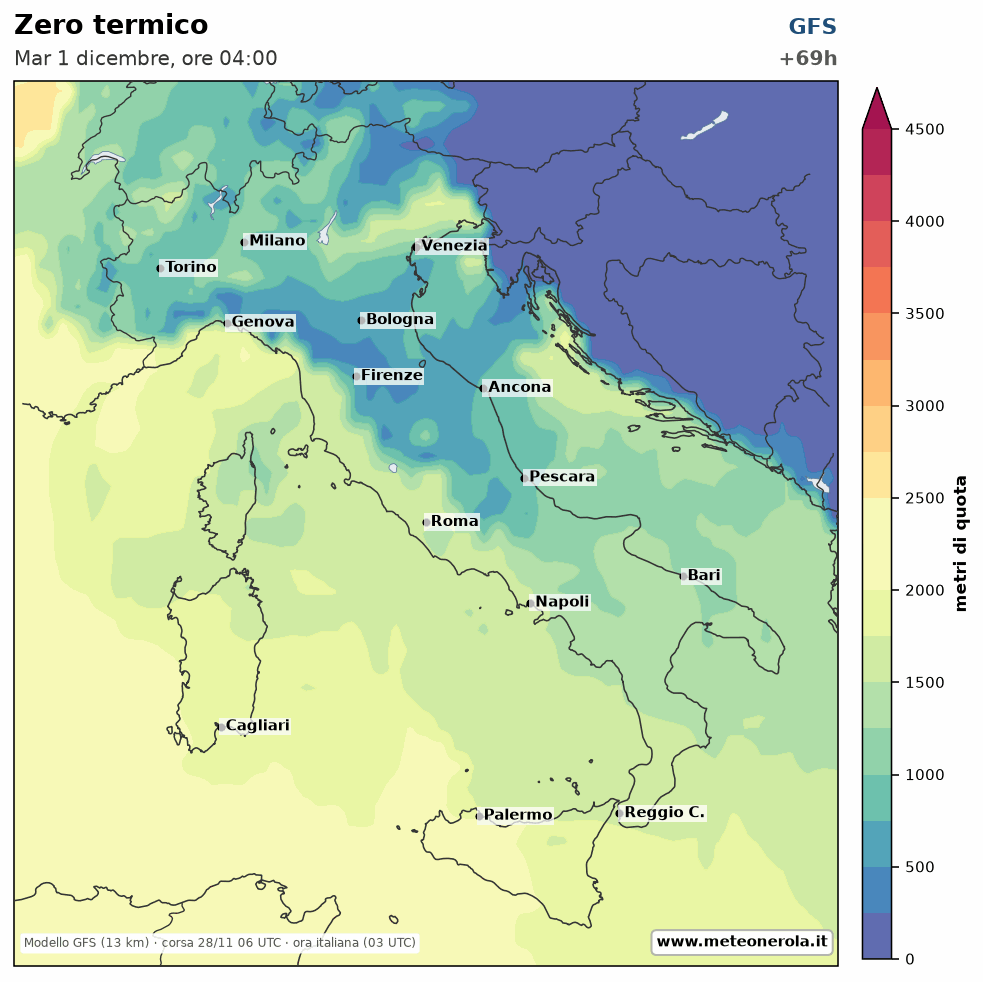 Zero termico
GFS
Mar 1 dicembre, ore 04:00
+69h
4500
4000
3500
3000
2500
2000
1500
1000
500
0
metri di quota
Milano
Venezia
Torino
Genova
Bologna
Firenze
Ancona
Pescara
Roma
Bari
Napoli
Cagliari
Palermo
Reggio C.
Modello GFS (13 km) · corsa 28/11 06 UTC · ora italiana (03 UTC)
www.meteonerola.it